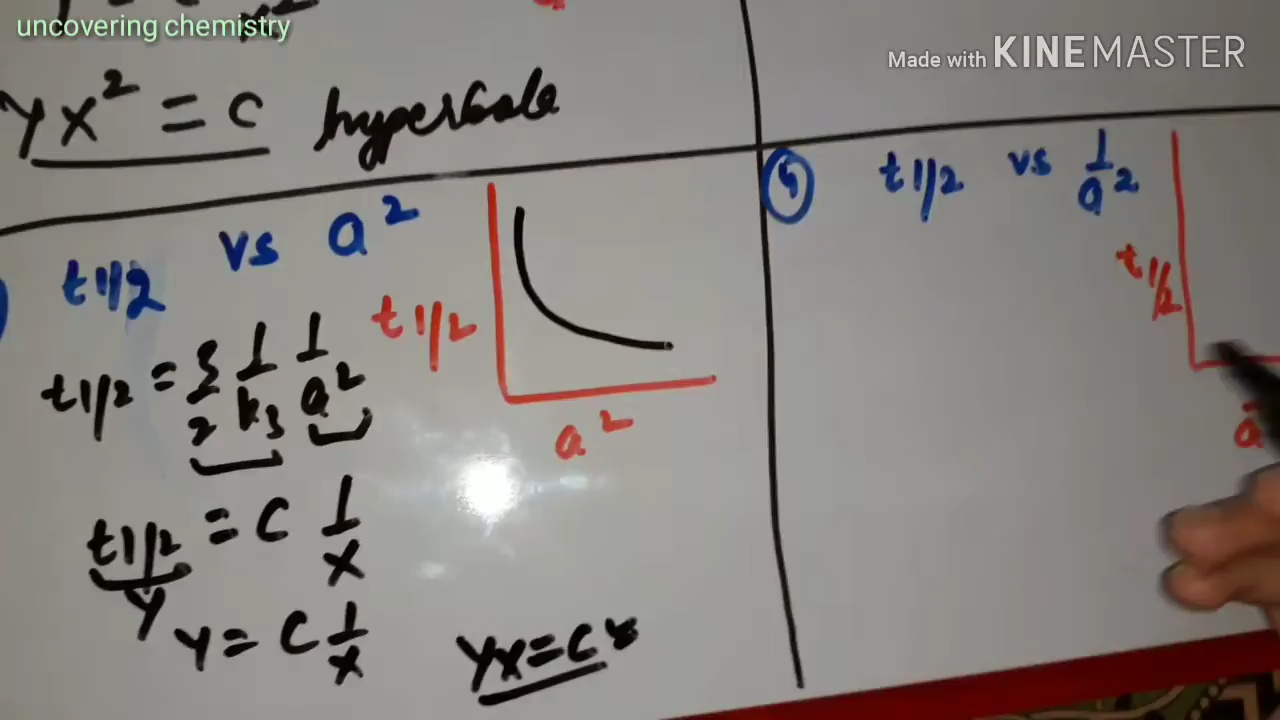 uncovering chemistry
Made with KINEMASTER
yx² = c hyperbola
t1/2 vs a²
t1/2 = 3/2 1/k3 1/a²
t1/2
a²
t1/2 = c 1/x
y
y = c 1/x
yx = c
④ t1/2 vs 1/a²
t1/2
a